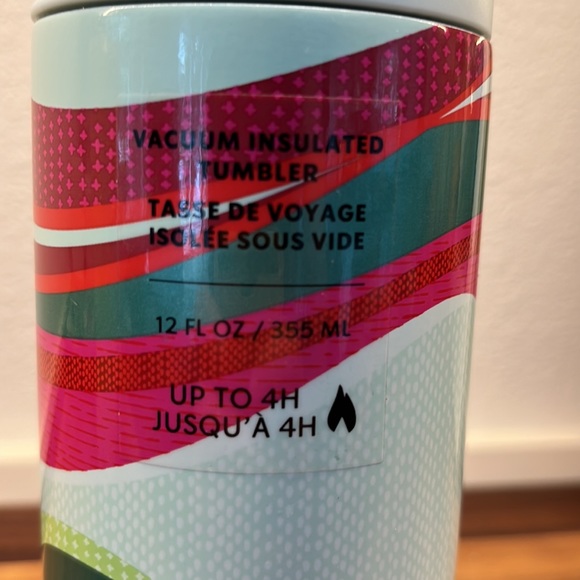 VACUUM INSULATED
TUMBLER
TASSE DE VOYAGE
ISOLÉE SOUS VIDE
12 FL OZ / 355 ML
UP TO 4H
JUSQU'À 4H